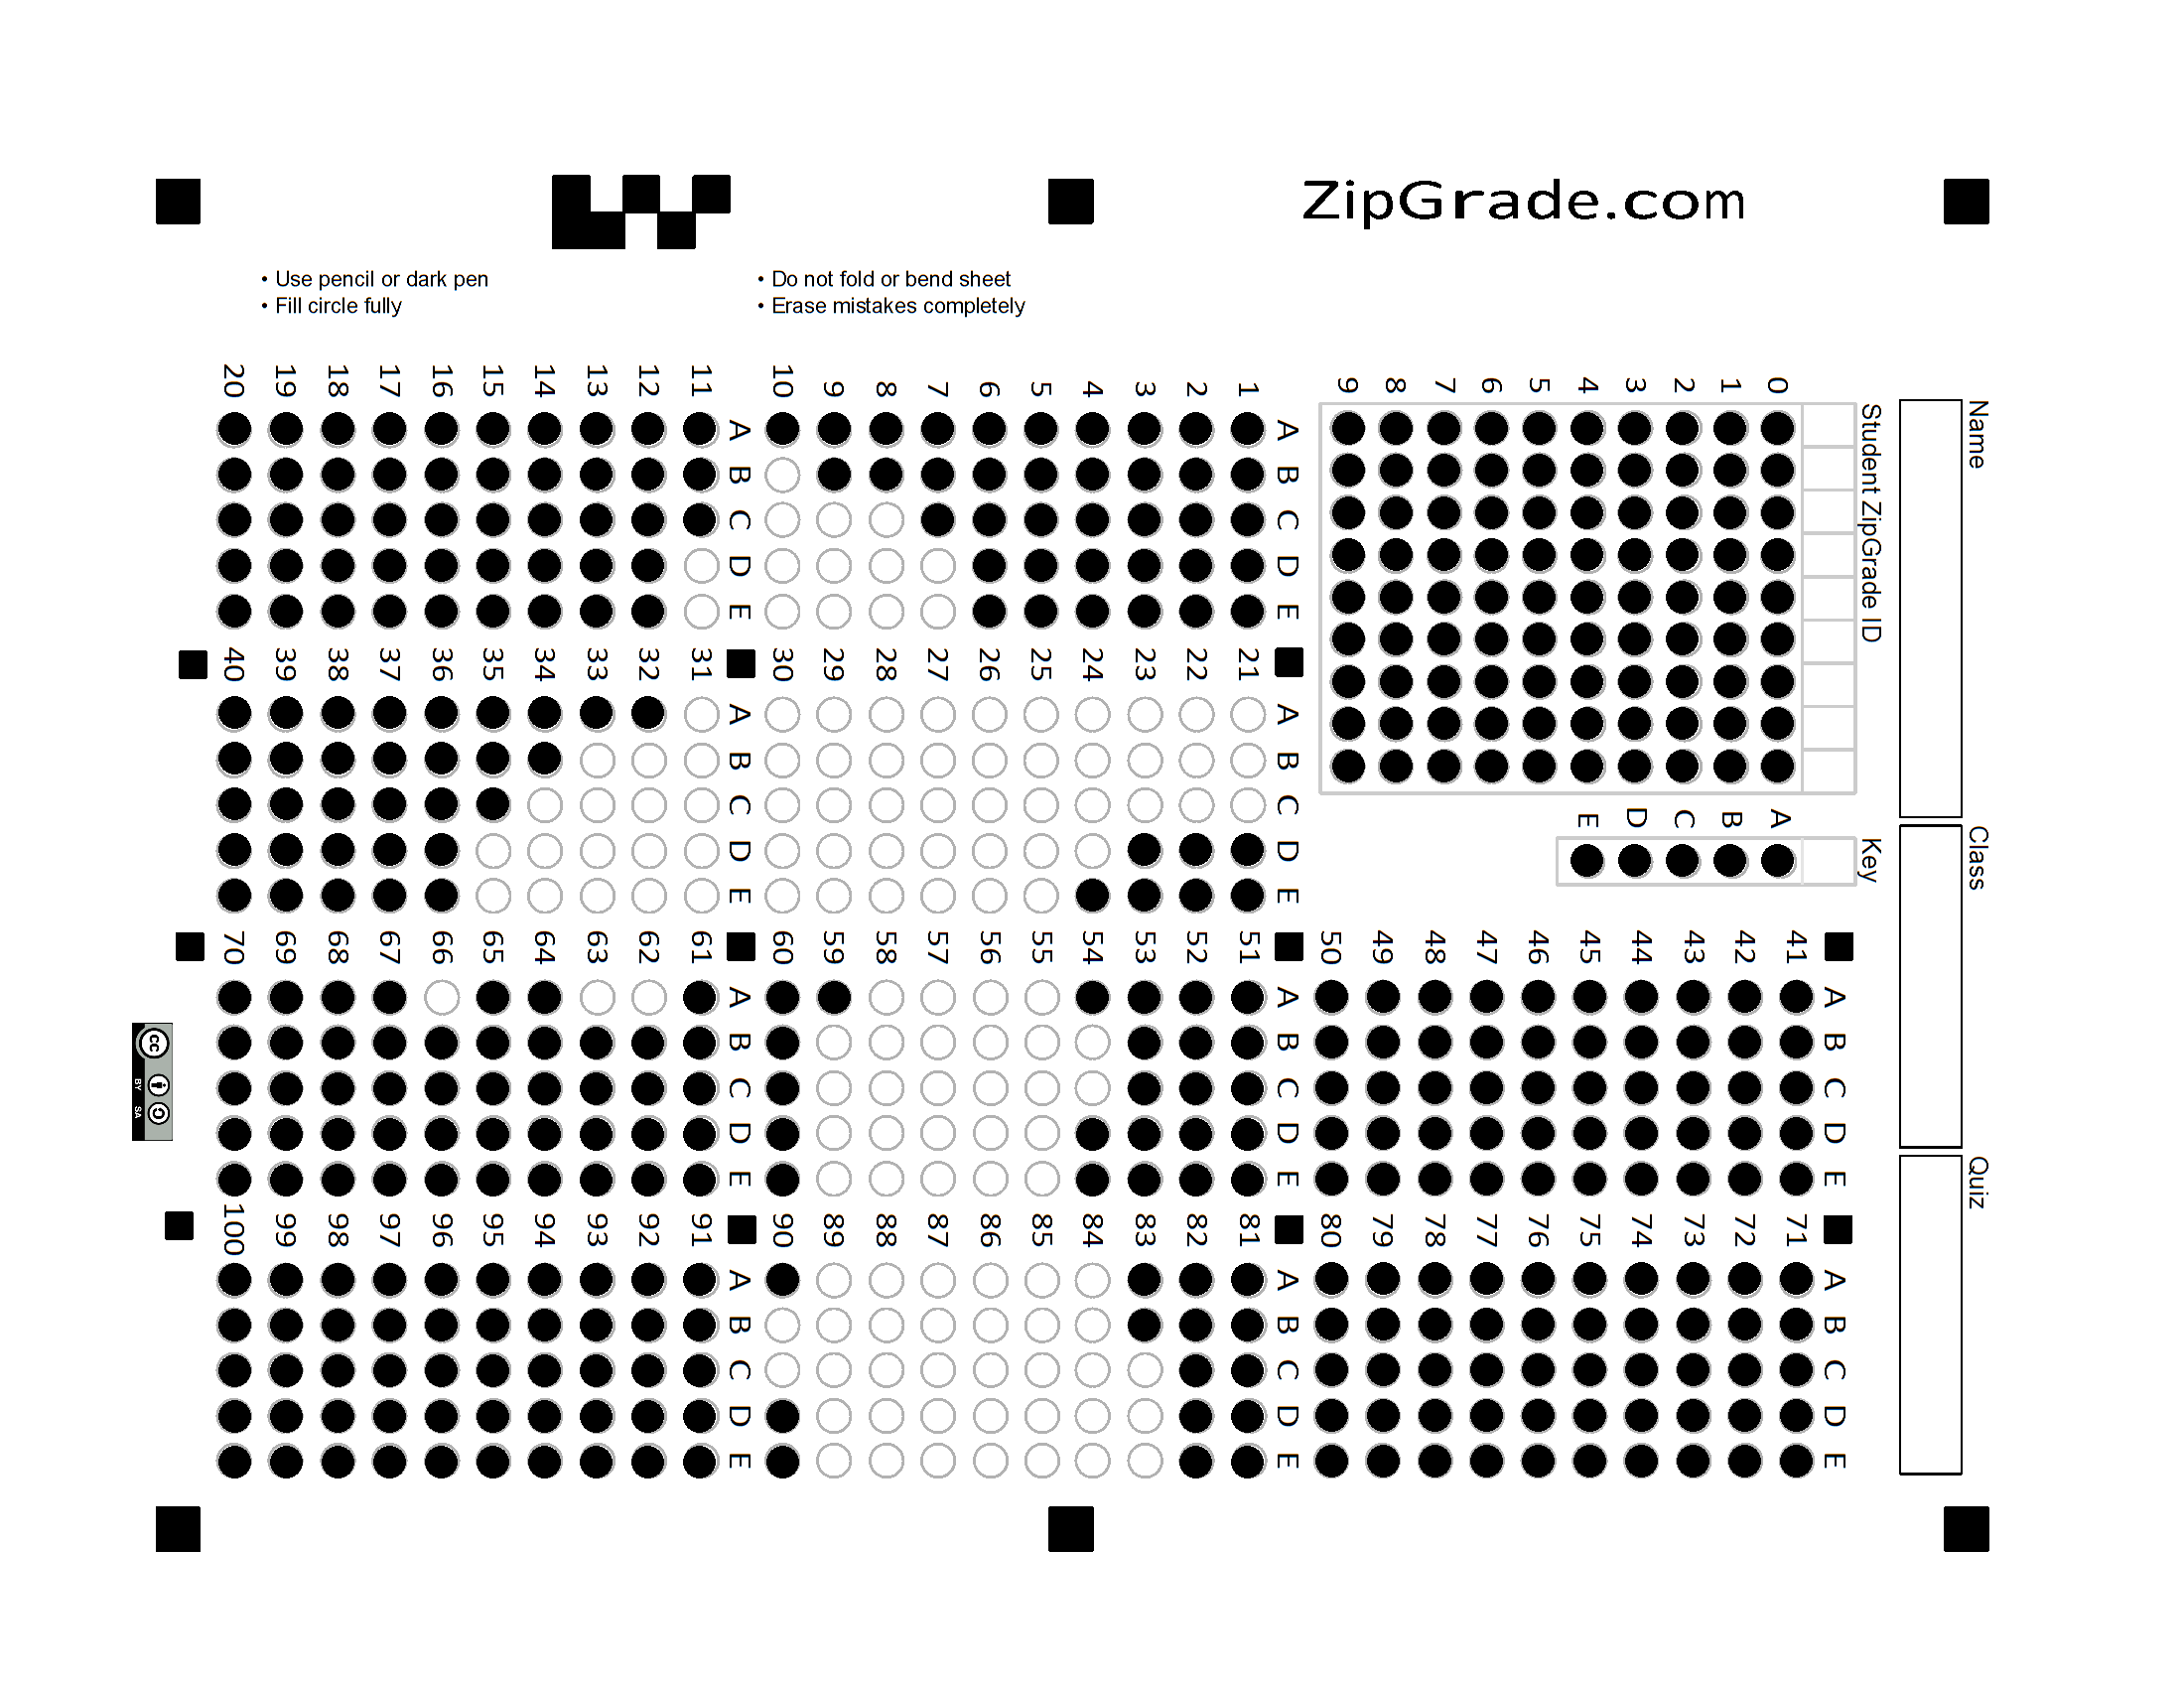 ZipGrade.com
• Use pencil or dark pen
• Fill circle fully
• Do not fold or bend sheet
• Erase mistakes completely
Name
Class
Quiz
Student ZipGrade ID
0 1 2 3 4 5 6 7 8 9
Key
A B C D E
A B C D E
1 2 3 4 5 6 7 8 9 10
A B C D E
11 12 13 14 15 16 17 18 19 20
A B C D E
21 22 23 24 25 26 27 28 29 30
A B C D E
31 32 33 34 35 36 37 38 39 40
A B C D E
41 42 43 44 45 46 47 48 49 50
A B C D E
51 52 53 54 55 56 57 58 59 60
A B C D E
61 62 63 64 65 66 67 68 69 70
A B C D E
71 72 73 74 75 76 77 78 79 80
A B C D E
81 82 83 84 85 86 87 88 89 90
A B C D E
91 92 93 94 95 96 97 98 99 100
A B C D E
cc
BY SA